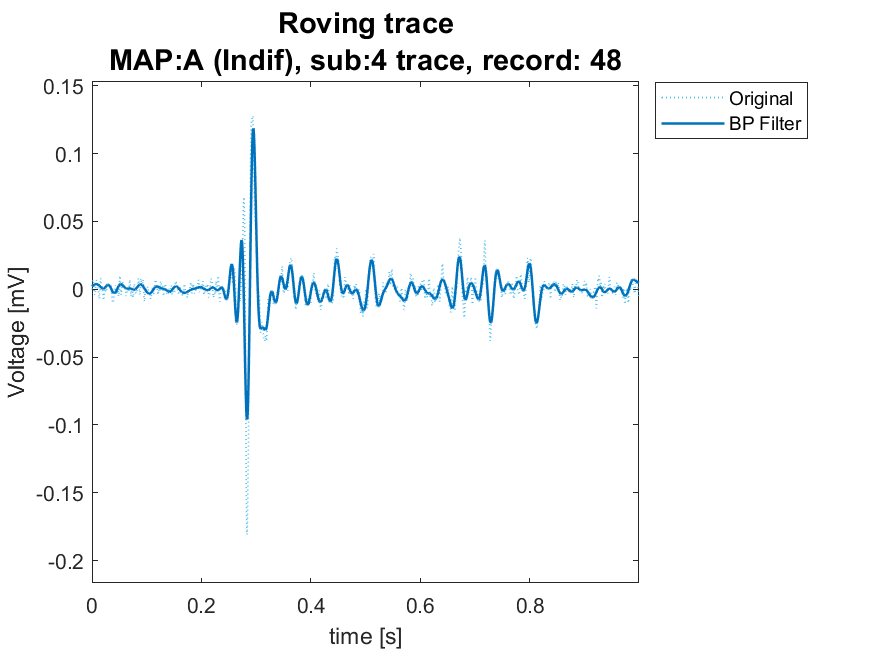 Roving trace
MAP:A (Indif), sub:4 trace, record: 48
Original
BP Filter
0.15
0.1
0.05
0
-0.05
-0.1
-0.15
-0.2
Voltage [mV]
0
0.2
0.4
0.6
0.8
time [s]